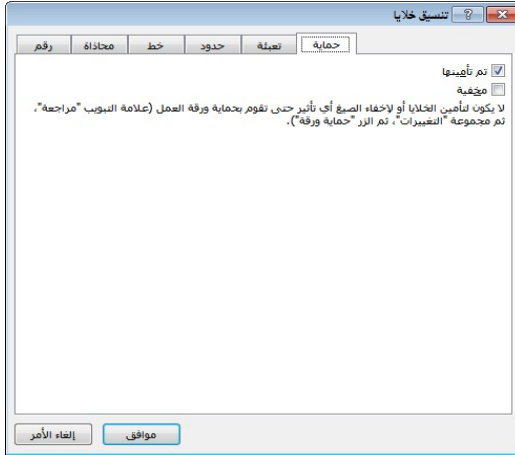 تنسيق خلايا
رقم محاذاة خط حدود تعبئة حماية
تم تأمينها
مخفية
لا يكون لتأمين الخلايا أو لإخفاء الصيغ أي تأثير حتى تقوم بحماية ورقة العمل (علامة التبويب "مراجعة"،
ثم مجموعة "التغييرات"، ثم الزر "حماية ورقة").
موافق إلغاء الأمر